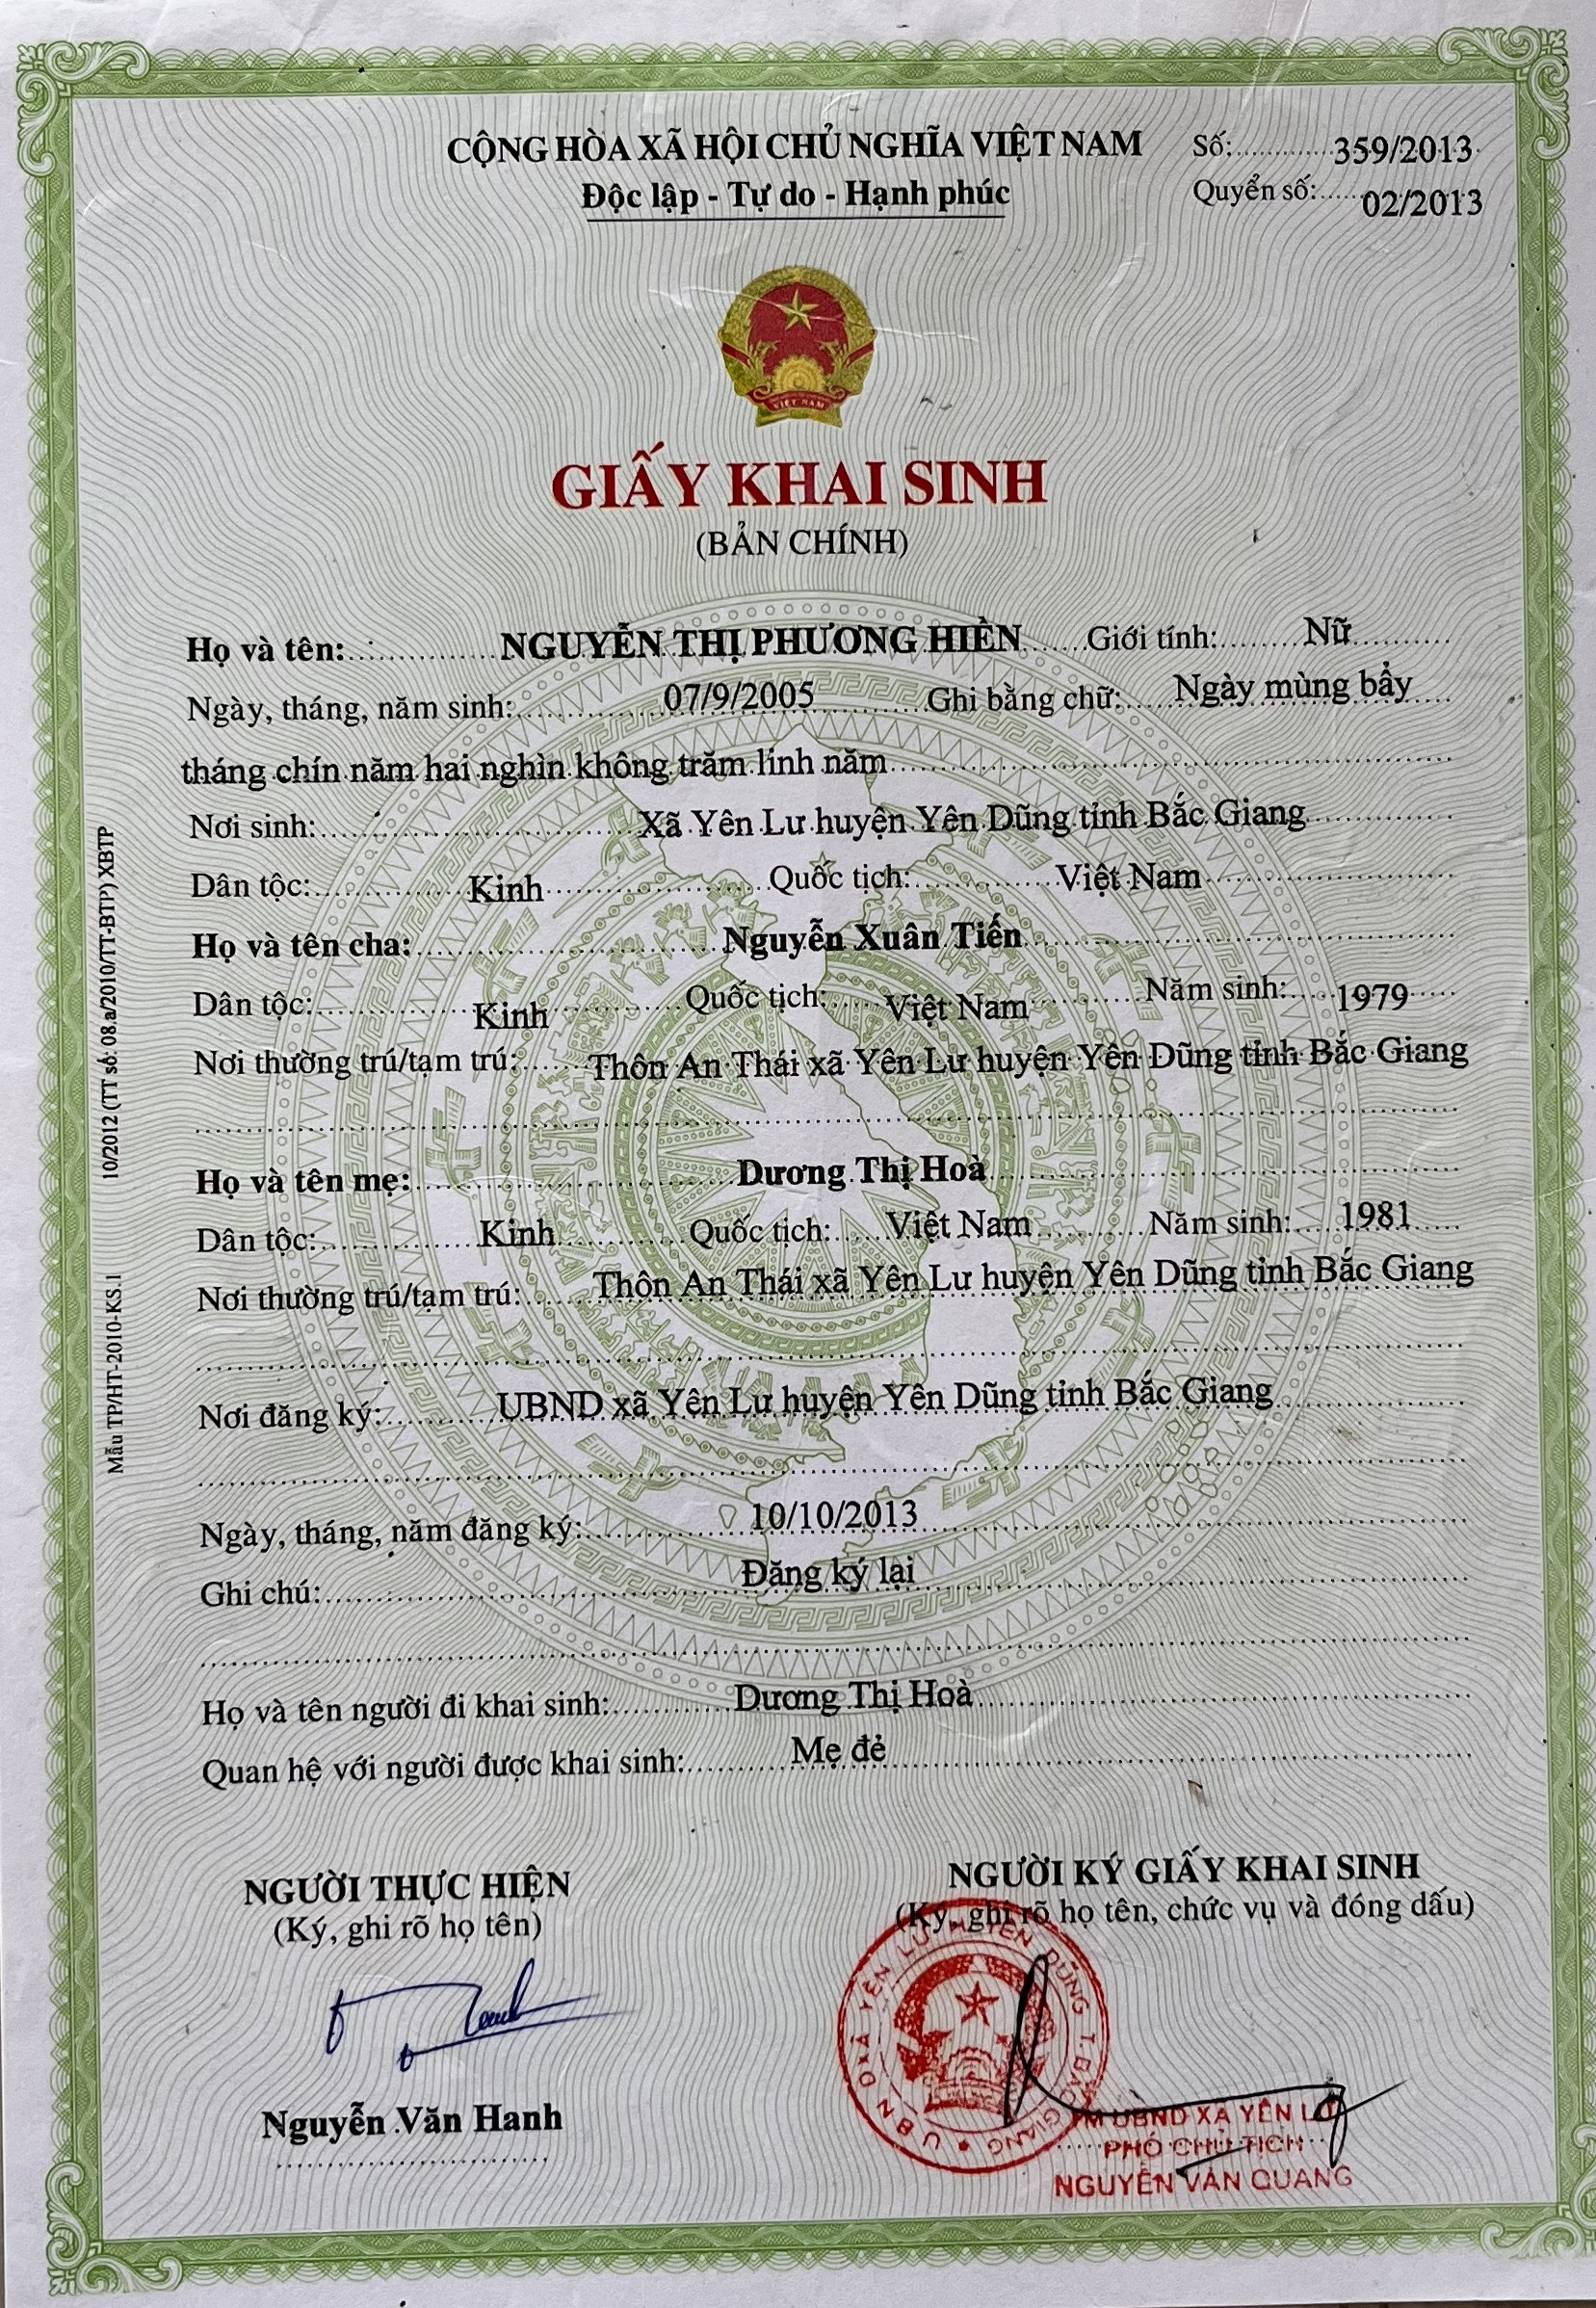 CỘNG HÒA XÃ HỘI CHỦ NGHĨA VIỆT NAM
Độc lập - Tự do - Hạnh phúc
Số: 359/2013
Quyển số: 02/2013
VIỆT NAM
GIẤY KHAI SINH
(BẢN CHÍNH)
Họ và tên: NGUYỄN THỊ PHƯƠNG HIỀN Giới tính: Nữ
Ngày, tháng, năm sinh: 07/9/2005 Ghi bằng chữ: Ngày mùng bẩy
tháng chín năm hai nghìn không trăm linh năm
Nơi sinh: Xã Yên Lư huyện Yên Dũng tỉnh Bắc Giang
Dân tộc: Kinh Quốc tịch: Việt Nam
Họ và tên cha: Nguyễn Xuân Tiến
Dân tộc: Kinh Quốc tịch: Việt Nam Năm sinh: 1979
Nơi thường trú/tạm trú: Thôn An Thái xã Yên Lư huyện Yên Dũng tỉnh Bắc Giang
Họ và tên mẹ: Dương Thị Hoà
Dân tộc: Kinh Quốc tịch: Việt Nam Năm sinh: 1981
Nơi thường trú/tạm trú: Thôn An Thái xã Yên Lư huyện Yên Dũng tỉnh Bắc Giang
Nơi đăng ký: UBND xã Yên Lư huyện Yên Dũng tỉnh Bắc Giang
Ngày, tháng, năm đăng ký: 10/10/2013
Ghi chú: Đăng ký lại
Họ và tên người đi khai sinh: Dương Thị Hoà
Quan hệ với người được khai sinh: Mẹ đẻ
NGƯỜI THỰC HIỆN
(Ký, ghi rõ họ tên)
Nguyễn Văn Hanh
NGƯỜI KÝ GIẤY KHAI SINH
(Ký, ghi rõ họ tên, chức vụ và đóng dấu)
U B N D XÃ YÊN LƯ HUYỆN YÊN DŨNG T. BẮC GIANG
TM UBND XÃ YÊN LƯ
PHÓ CHỦ TỊCH
NGUYỄN VĂN QUANG
Mẫu TP/HT-2010-KS.1 10/2012 (TT số: 08.a/2010/TT-BTP) XBTP